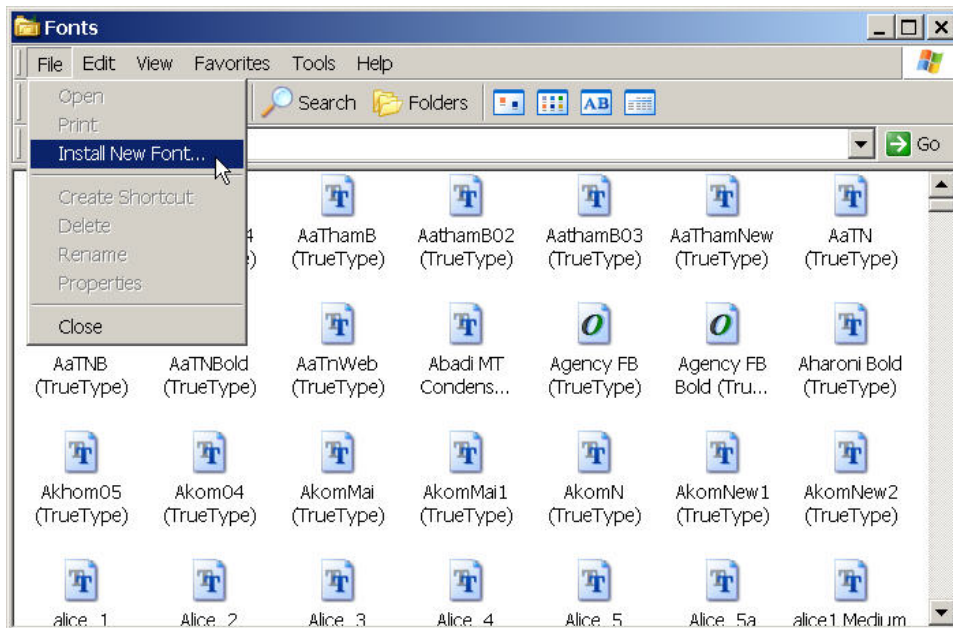 Fonts
File Edit View Favorites Tools Help
Open
Print
Install New Font...
Create Shortcut
Delete
Rename
Properties
Close
Search Folders AB
Go
4 AaThamB AathamB02 AathamB03 AaThamNew AaTN
) (TrueType) (TrueType) (TrueType) (TrueType) (TrueType)
AaTNB AaTNBold AaTnWeb Abadi MT Agency FB Agency FB Aharoni Bold
(TrueType) (TrueType) (TrueType) Condens... (TrueType) Bold (Tru... (TrueType)
Akhom05 Akom04 AkomMai AkomMai1 AkomN AkomNew1 AkomNew2
(TrueType) (TrueType) (TrueType) (TrueType) (TrueType) (TrueType) (TrueType)
alice_1 Alice_2 Alice_3 Alice_4 Alice_5 Alice_5a alice1 Medium